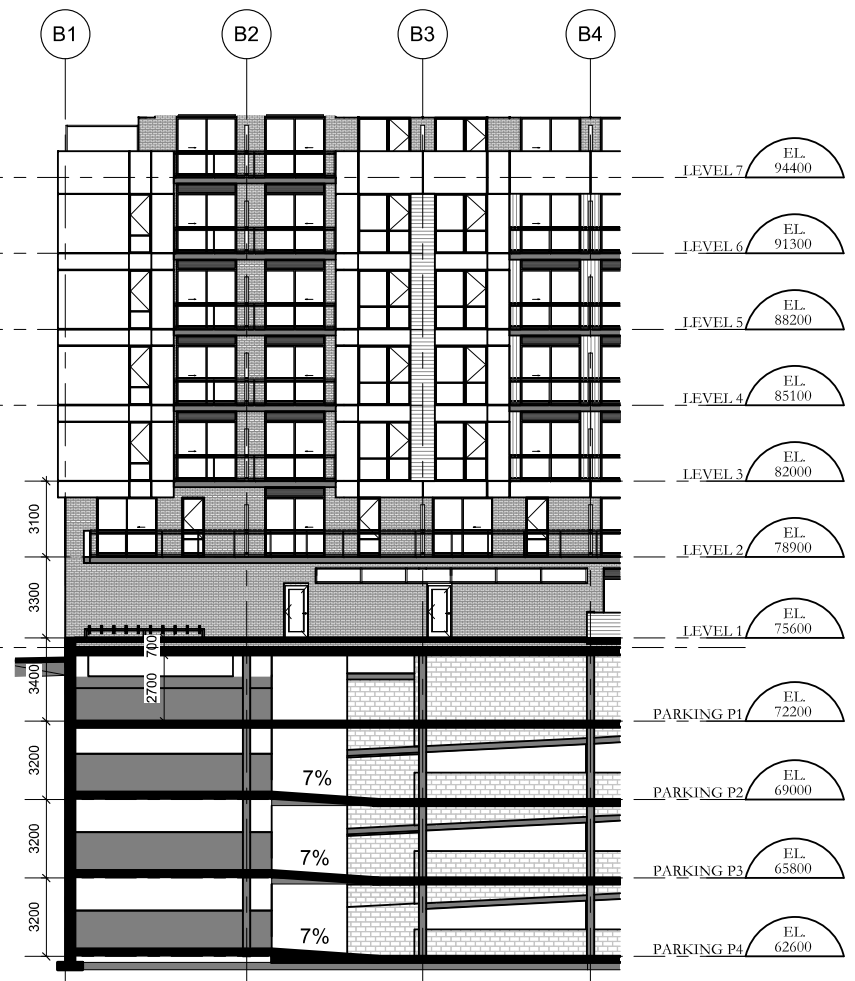 B1
B2
B3
B4
LEVEL 7
EL.
94400
LEVEL 6
EL.
91300
LEVEL 5
EL.
88200
LEVEL 4
EL.
85100
LEVEL 3
EL.
82000
3100
LEVEL 2
EL.
78900
3300
LEVEL 1
EL.
75600
700
3400
2700
PARKING P1
EL.
72200
3200
7%
PARKING P2
EL.
69000
3200
7%
PARKING P3
EL.
65800
3200
7%
PARKING P4
EL.
62600